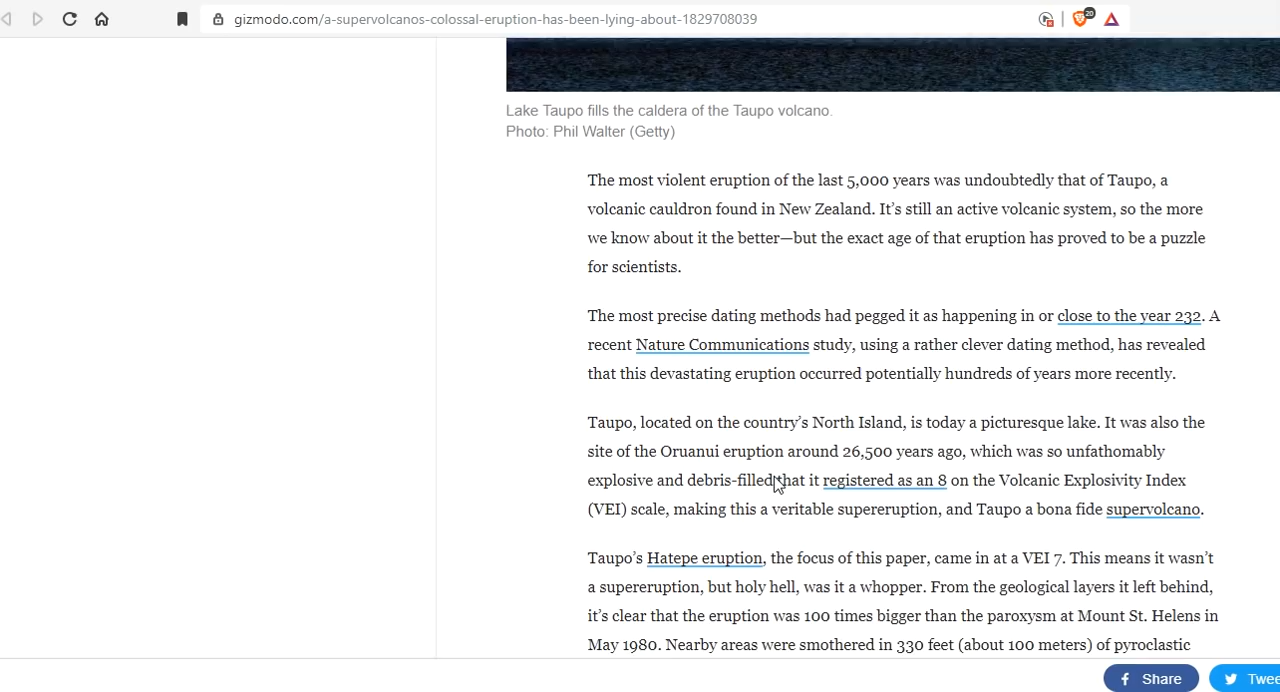 gizmodo.com/a-supervolcanos-colossal-eruption-has-been-lying-about-1829708039
20
Lake Taupo fills the caldera of the Taupo volcano.
Photo: Phil Walter (Getty)
The most violent eruption of the last 5,000 years was undoubtedly that of Taupo, a
volcanic cauldron found in New Zealand. It’s still an active volcanic system, so the more
we know about it the better—but the exact age of that eruption has proved to be a puzzle
for scientists.
The most precise dating methods had pegged it as happening in or close to the year 232. A
recent Nature Communications study, using a rather clever dating method, has revealed
that this devastating eruption occurred potentially hundreds of years more recently.
Taupo, located on the country’s North Island, is today a picturesque lake. It was also the
site of the Oruanui eruption around 26,500 years ago, which was so unfathomably
explosive and debris-filled that it registered as an 8 on the Volcanic Explosivity Index
(VEI) scale, making this a veritable supereruption, and Taupo a bona fide supervolcano.
Taupo’s Hatepe eruption, the focus of this paper, came in at a VEI 7. This means it wasn’t
a supereruption, but holy hell, was it a whopper. From the geological layers it left behind,
it’s clear that the eruption was 100 times bigger than the paroxysm at Mount St. Helens in
May 1980. Nearby areas were smothered in 330 feet (about 100 meters) of pyroclastic
Share
Twee